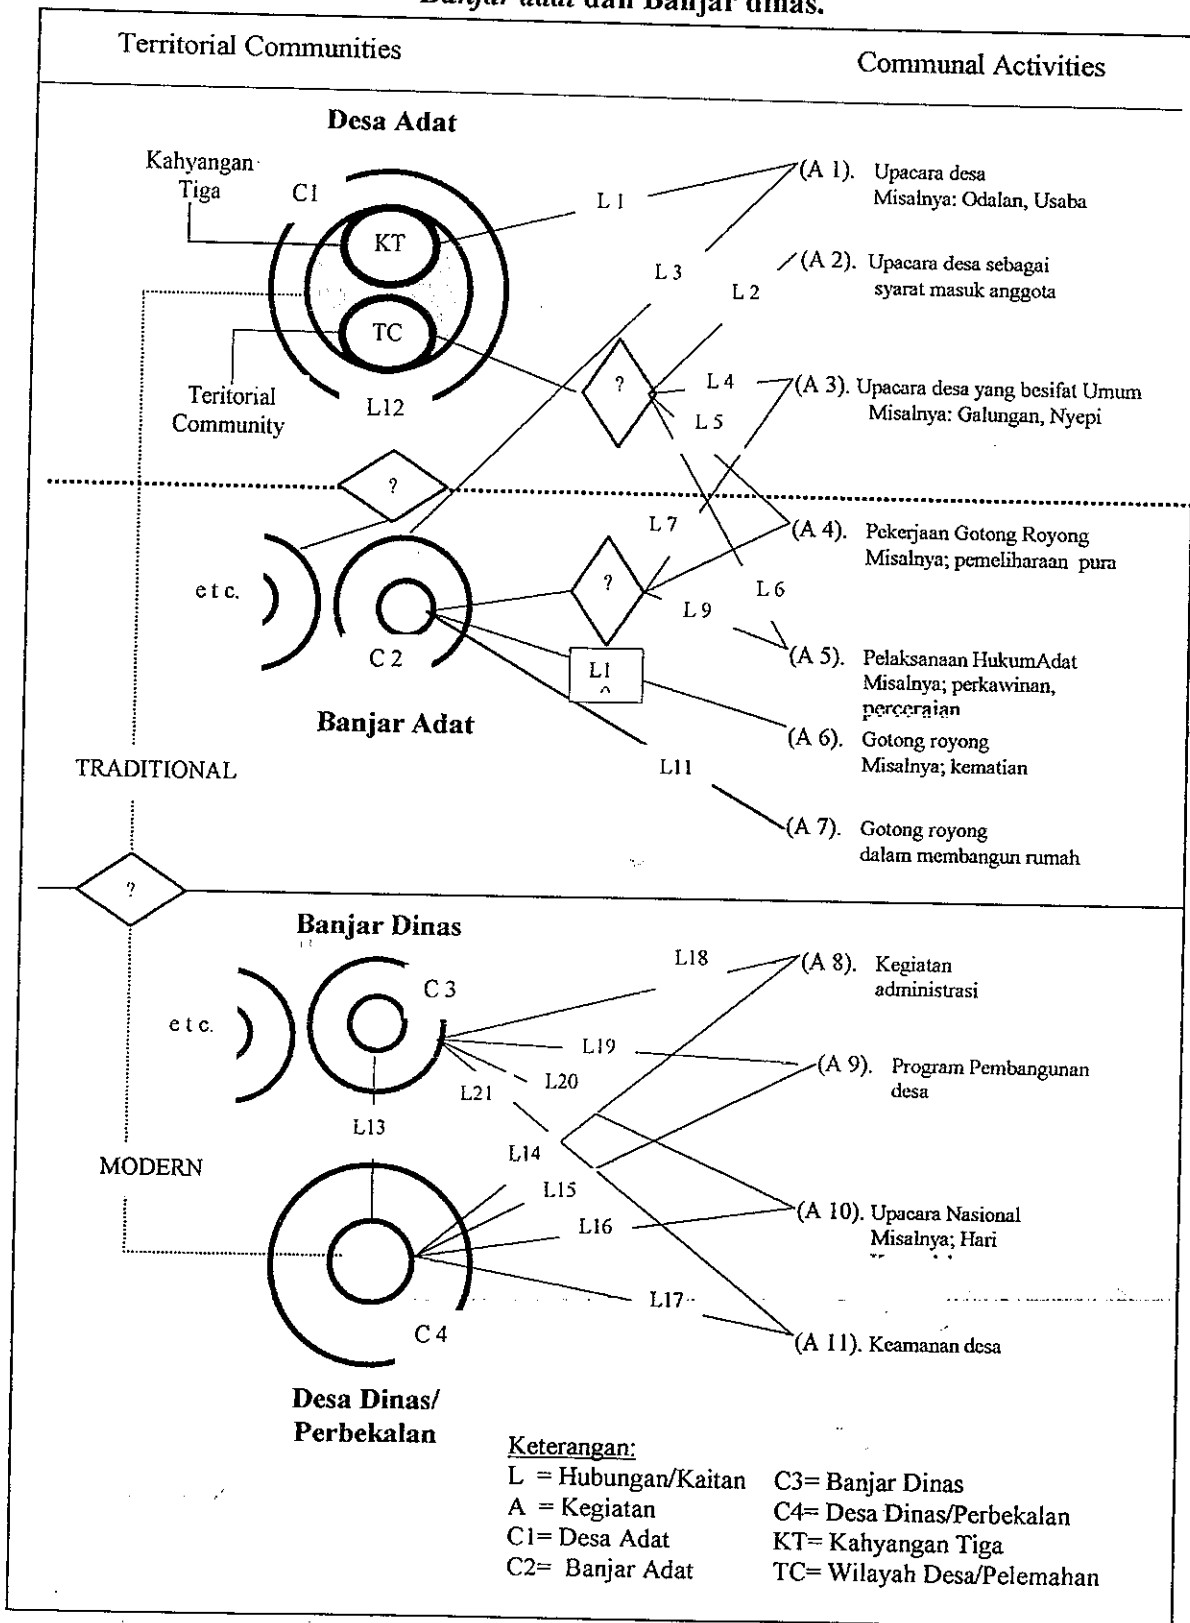 Banjar adat dan Banjar dinas.
Territorial Communities
Communal Activities
Desa Adat
Kahyangan
Tiga
C1
KT
TC
L12
Teritorial
Community
L 1
L 3
L 2
?
L 4
L 5
(A 1). Upacara desa
Misalnya: Odalan, Usaba
(A 2). Upacara desa sebagai
syarat masuk anggota
(A 3). Upacara desa yang besifat Umum
Misalnya: Galungan, Nyepi
?
e t c.
C 2
Banjar Adat
L 7
?
L 6
L 9
L1
L11
(A 4). Pekerjaan Gotong Royong
Misalnya; pemeliharaan pura
(A 5). Pelaksanaan HukumAdat
Misalnya; perkawinan,
perceraian
(A 6). Gotong royong
Misalnya; kematian
(A 7). Gotong royong
dalam membangun rumah
TRADITIONAL
?
MODERN
Banjar Dinas
e t c.
C 3
L13
L18
L19
L20
L21
L14
L15
L16
L17
C 4
Desa Dinas/
Perbekalan
(A 8). Kegiatan
administrasi
(A 9). Program Pembangunan
desa
(A 10). Upacara Nasional
Misalnya; Hari
(A 11). Keamanan desa
Keterangan:
L = Hubungan/Kaitan
A = Kegiatan
C1= Desa Adat
C2= Banjar Adat
C3= Banjar Dinas
C4= Desa Dinas/Perbekalan
KT= Kahyangan Tiga
TC= Wilayah Desa/Pelemahan